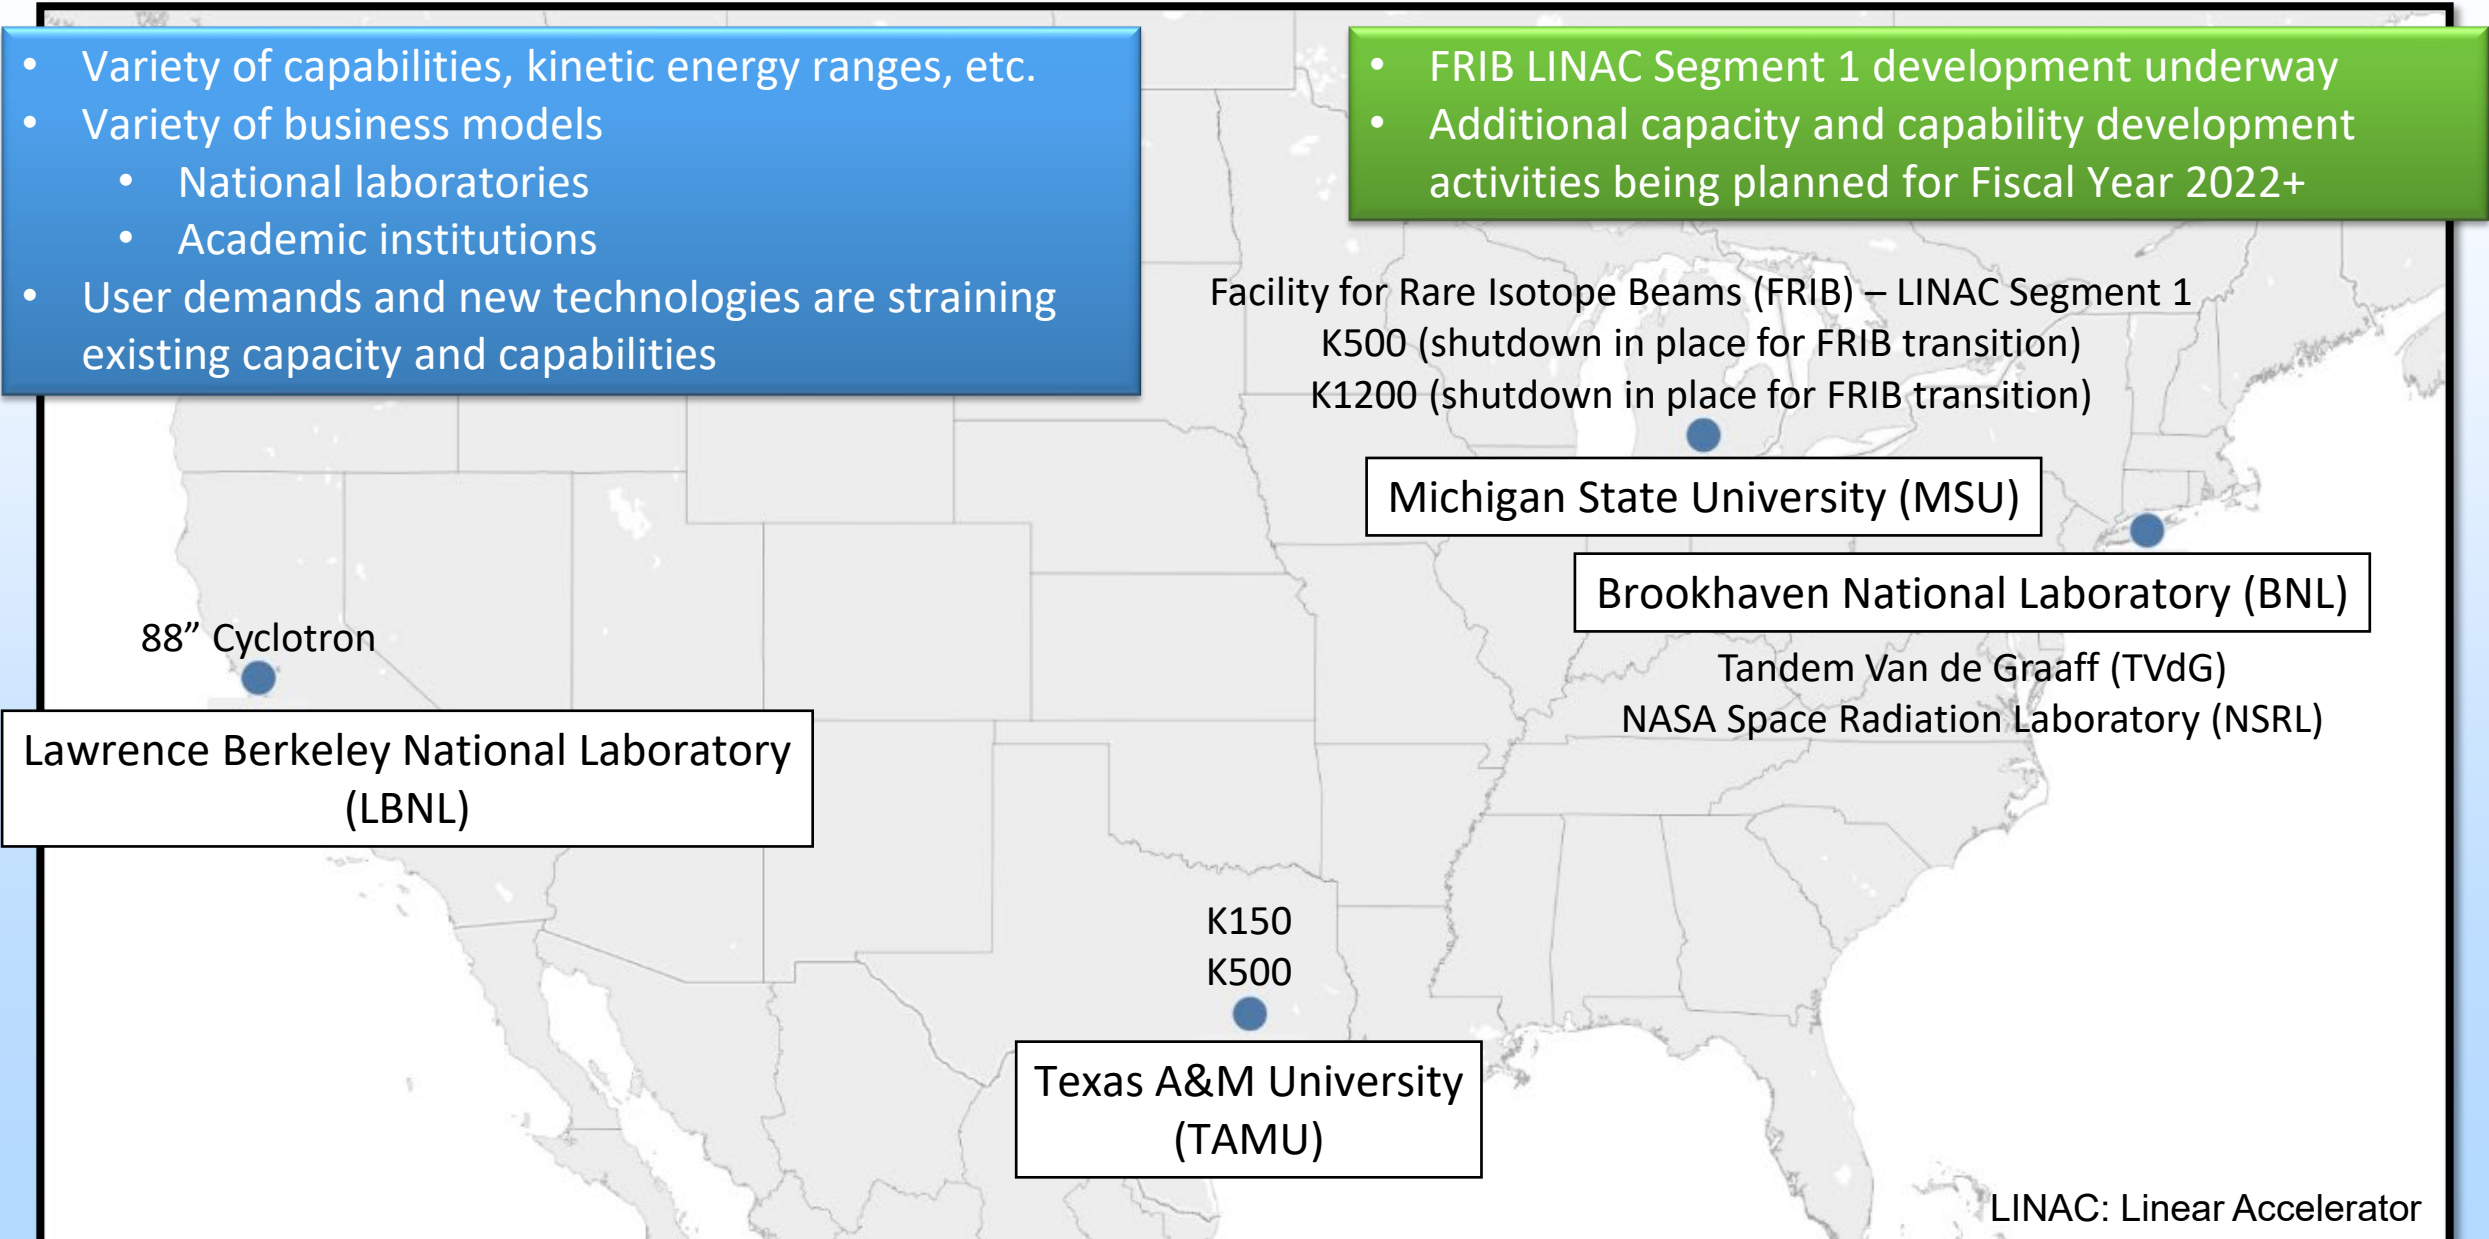 • Variety of capabilities, kinetic energy ranges, etc.
• Variety of business models
• National laboratories
• Academic institutions
• User demands and new technologies are straining
existing capacity and capabilities
• FRIB LINAC Segment 1 development underway
• Additional capacity and capability development
activities being planned for Fiscal Year 2022+
Facility for Rare Isotope Beams (FRIB) – LINAC Segment 1
K500 (shutdown in place for FRIB transition)
K1200 (shutdown in place for FRIB transition)
Michigan State University (MSU)
Brookhaven National Laboratory (BNL)
Tandem Van de Graaff (TVdG)
NASA Space Radiation Laboratory (NSRL)
88” Cyclotron
Lawrence Berkeley National Laboratory
(LBNL)
K150
K500
Texas A&M University
(TAMU)
LINAC: Linear Accelerator